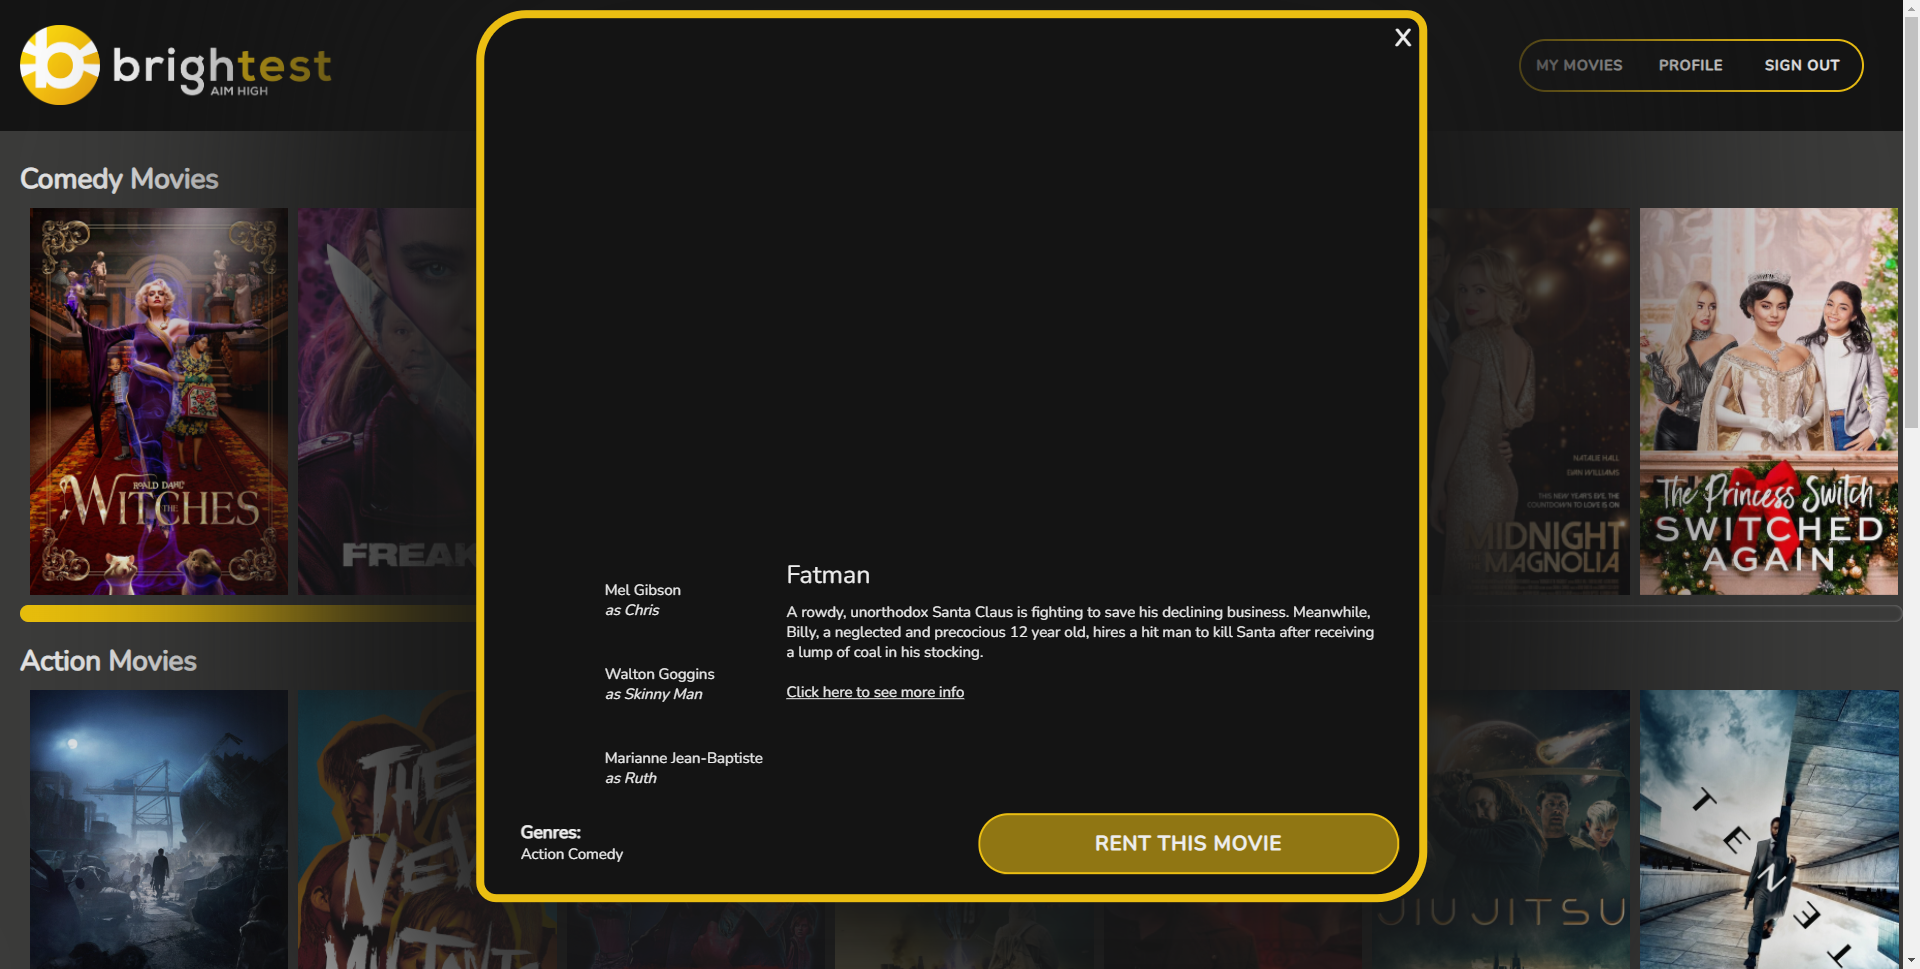 brightest
AIM HIGH
MY MOVIES
PROFILE
SIGN OUT
X
Comedy Movies
ROALD DAHL'S
THE
WITCHES
FREAK
NATALIE HALL
EVAN WILLIAMS
THIS NEW YEAR'S EVE, THE
COUNTDOWN TO LOVE IS ON
MIDNIGHT
MAGNOLIA
The Princess Switch
SWITCHED
AGAIN
Mel Gibson
as Chris
Walton Goggins
as Skinny Man
Marianne Jean-Baptiste
as Ruth
Genres:
Action Comedy
Fatman
A rowdy, unorthodox Santa Claus is fighting to save his declining business. Meanwhile,
Billy, a neglected and precocious 12 year old, hires a hit man to kill Santa after receiving
a lump of coal in his stocking.
Click here to see more info
RENT THIS MOVIE
Action Movies
THE
NEW
MUTANTS
JIU JITSU
TENET